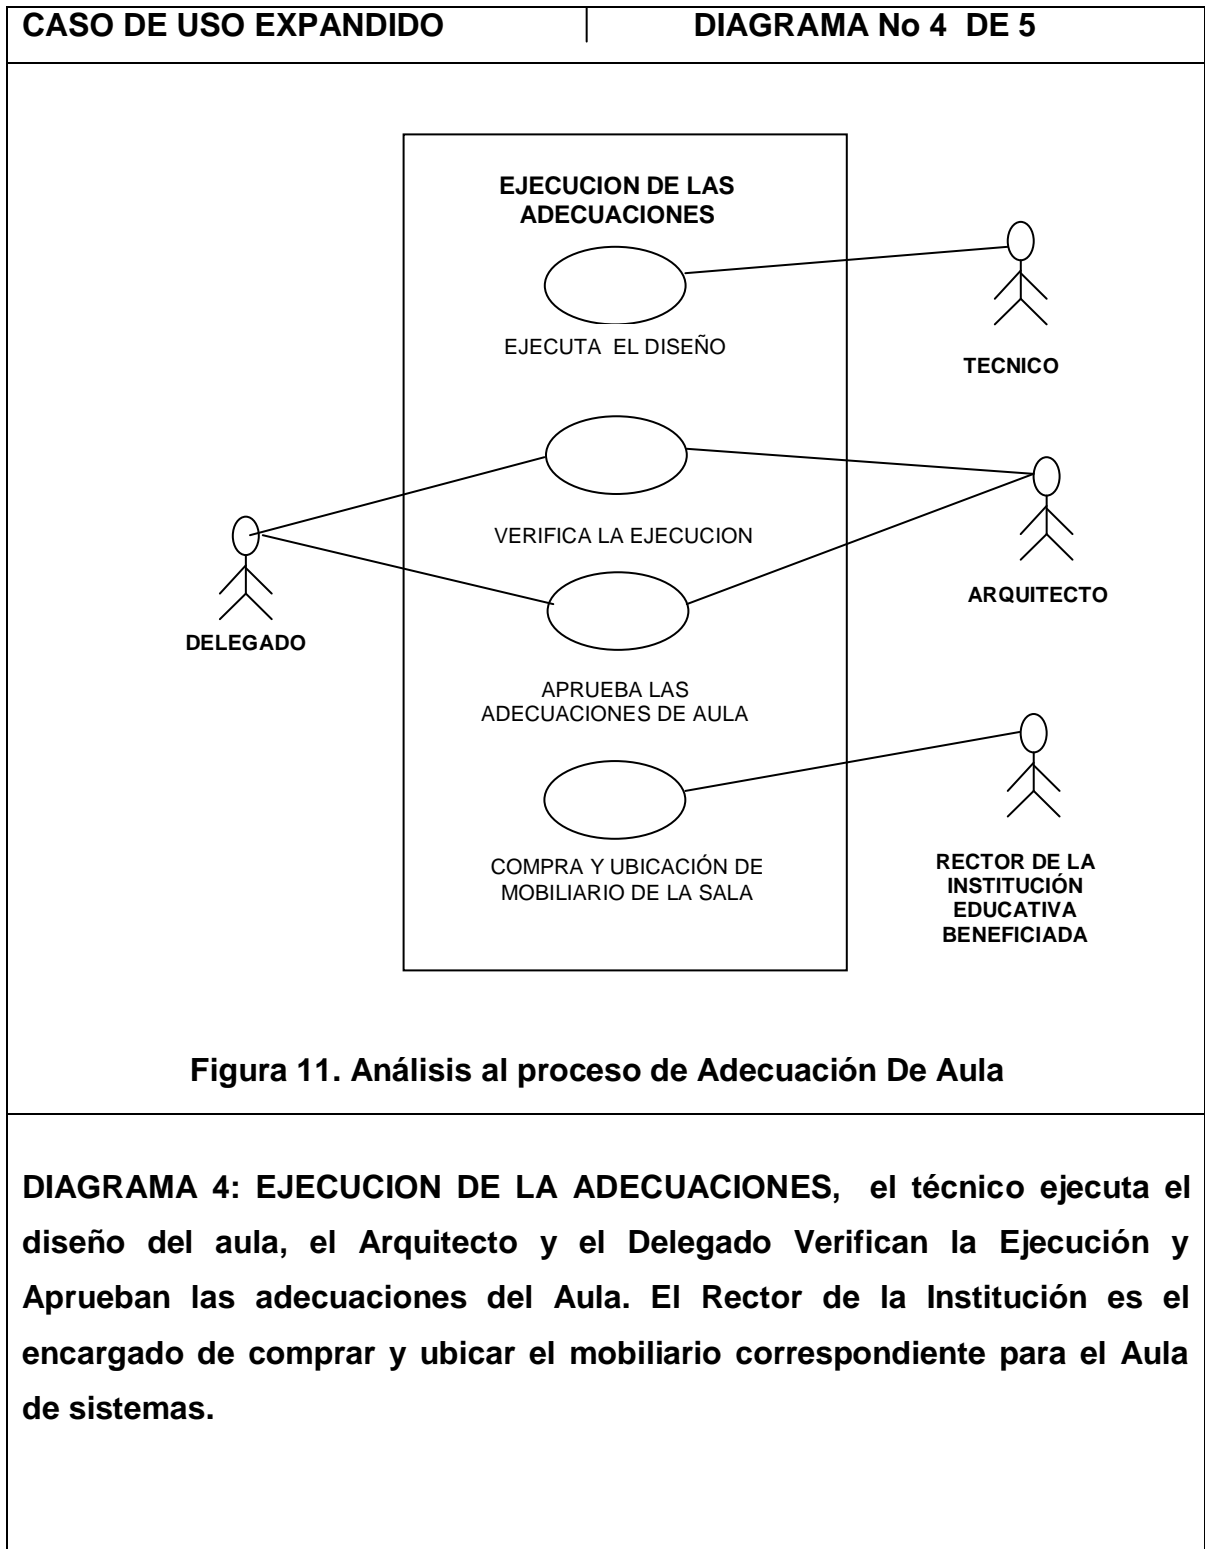 CASO DE USO EXPANDIDO DIAGRAMA No 4 DE 5
EJECUCION DE LAS
ADECUACIONES
EJECUTA EL DISEÑO
TECNICO
VERIFICA LA EJECUCION
ARQUITECTO
DELEGADO
APRUEBA LAS
ADECUACIONES DE AULA
COMPRA Y UBICACIÓN DE
MOBILIARIO DE LA SALA
RECTOR DE LA
INSTITUCIÓN
EDUCATIVA
BENEFICIADA
Figura 11. Análisis al proceso de Adecuación De Aula
DIAGRAMA 4: EJECUCION DE LA ADECUACIONES, el técnico ejecuta el
diseño del aula, el Arquitecto y el Delegado Verifican la Ejecución y
Aprueban las adecuaciones del Aula. El Rector de la Institución es el
encargado de comprar y ubicar el mobiliario correspondiente para el Aula
de sistemas.